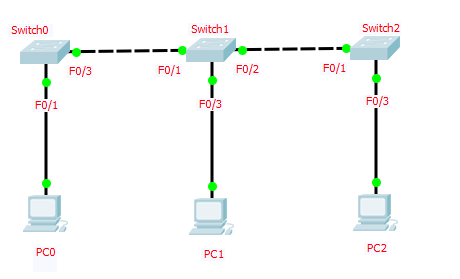 Switch0
Switch1
Switch2
F0/3
F0/1
F0/2
F0/1
F0/1
F0/3
F0/3
PC0
PC1
PC2